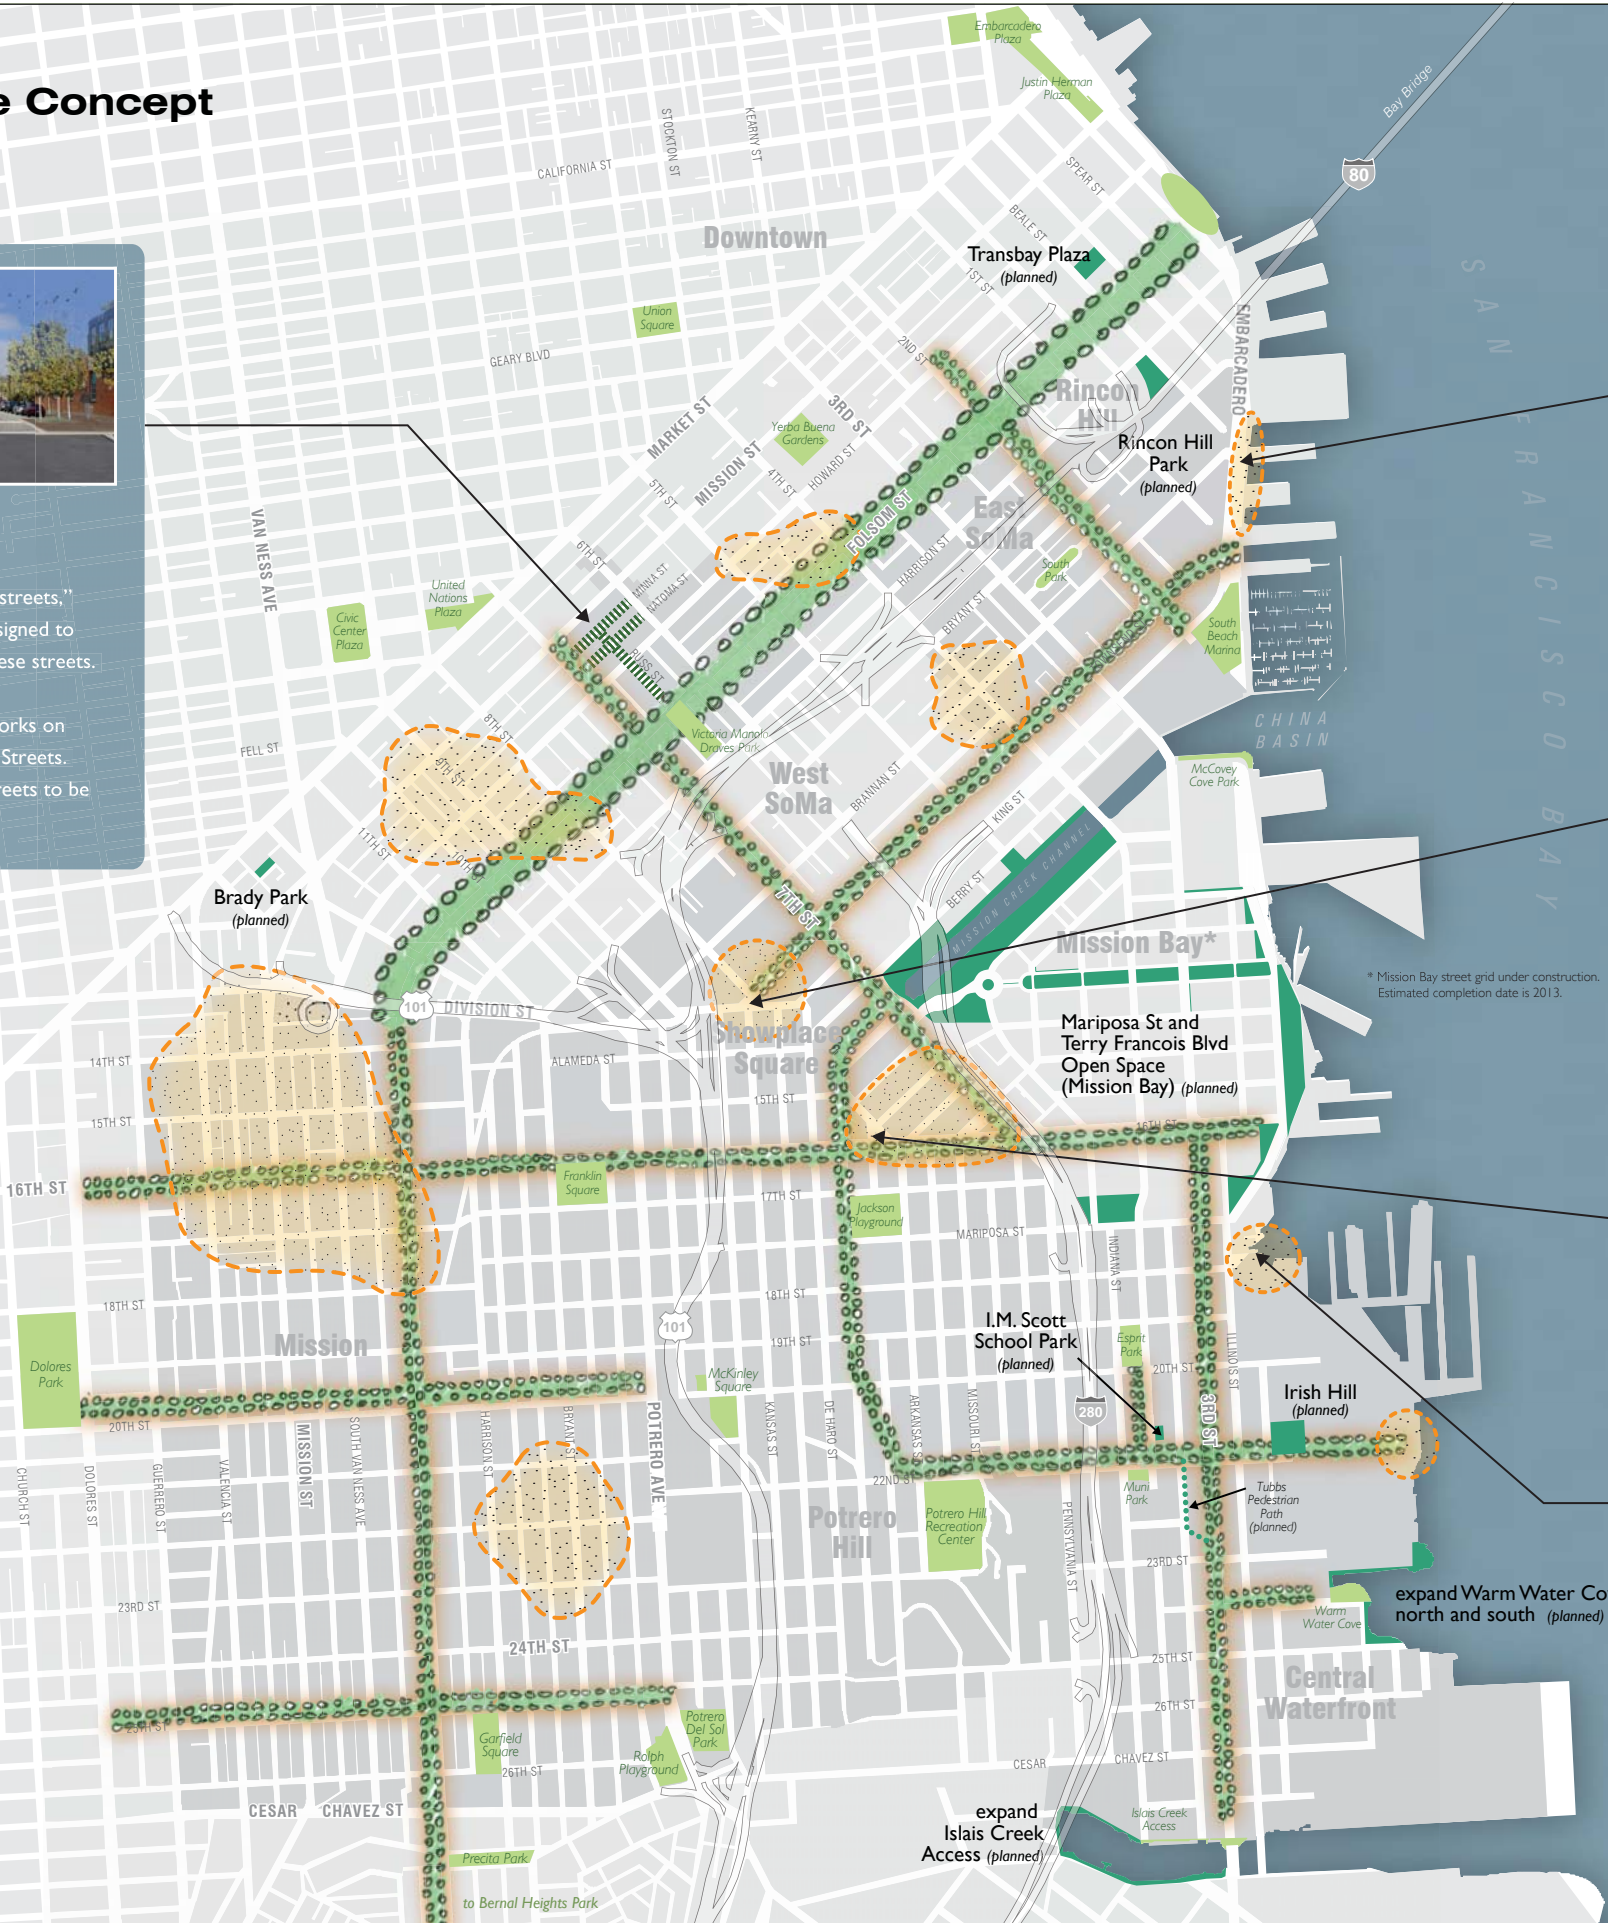 e Concept
Embarcadero
Plaza
Justin Herman
Plaza
Bay Bridge
80
STOCKTON ST
KEARNY ST
CALIFORNIA ST
SPEAR ST
BEALE ST
1ST ST
Downtown
Transbay Plaza
(planned)
SAN FRANCISCO BAY
Union
Square
GEARY BLVD
2ND ST
EMBARCADERO
Rincon
Hill
MARKET ST
3RD ST
Yerba Buena
Gardens
MISSION ST
4TH ST
HOWARD ST
5TH ST
Rincon Hill
Park
(planned)
East
SoMa
FOLSOM ST
VAN NESS AVE
6TH ST
MINNA ST
NATOMA ST
RUSS ST
HARRISON ST
South
Park
BRYANT ST
United
Nations
Plaza
Civic
Center
Plaza
streets,"
signed to
ese streets.
orks on
Streets.
reets to be
South
Beach
Marina
CHINA
BASIN
FELL ST
8TH ST
9TH ST
Victoria Manolo
Draves Park
West
SoMa
BRANNAN ST
KING ST
McCovey
Cove Park
11TH ST
10TH ST
Brady Park
(planned)
7TH ST
BERRY ST
MISSION CREEK CHANNEL
Mission Bay*
* Mission Bay street grid under construction.
Estimated completion date is 2013.
101
DIVISION ST
Showplace
Square
Mariposa St and
Terry Francois Blvd
Open Space
(Mission Bay) (planned)
14TH ST
ALAMEDA ST
15TH ST
15TH ST
16TH ST
16TH ST
Franklin
Square
17TH ST
Jackson
Playground
MARIPOSA ST
INDIANA ST
18TH ST
18TH ST
101
19TH ST
Mission
I.M. Scott
School Park
(planned)
Esprit
Park
20TH ST
ILLINOIS ST
Dolores
Park
McKinley
Square
Irish Hill
(planned)
280
3RD ST
20TH ST
MISSION ST
SOUTH VAN NESS AVE
HARRISON ST
BRYANT ST
POTRERO AVE
KANSAS ST
DE HARO ST
ARKANSAS ST
MISSOURI ST
CHURCH ST
DOLORES ST
GUERRERO ST
VALENCIA ST
22ND ST
Muni
Park
Tubbs
Pedestrian
Path
(planned)
Potrero
Hill
Potrero Hill
Recreation
Center
PENNSYLVANIA ST
23RD ST
23RD ST
expand Warm Water Co
north and south (planned)
Warm
Water Cove
24TH ST
25TH ST
Central
Waterfront
26TH ST
25TH ST
Garfield
Square
Potrero
Del Sol
Park
Rolph
Playground
26TH ST
CESAR CHAVEZ ST
CESAR CHAVEZ ST
expand
Islais Creek
Access (planned)
Islais Creek
Access
Precita Park
to Bernal Heights Park